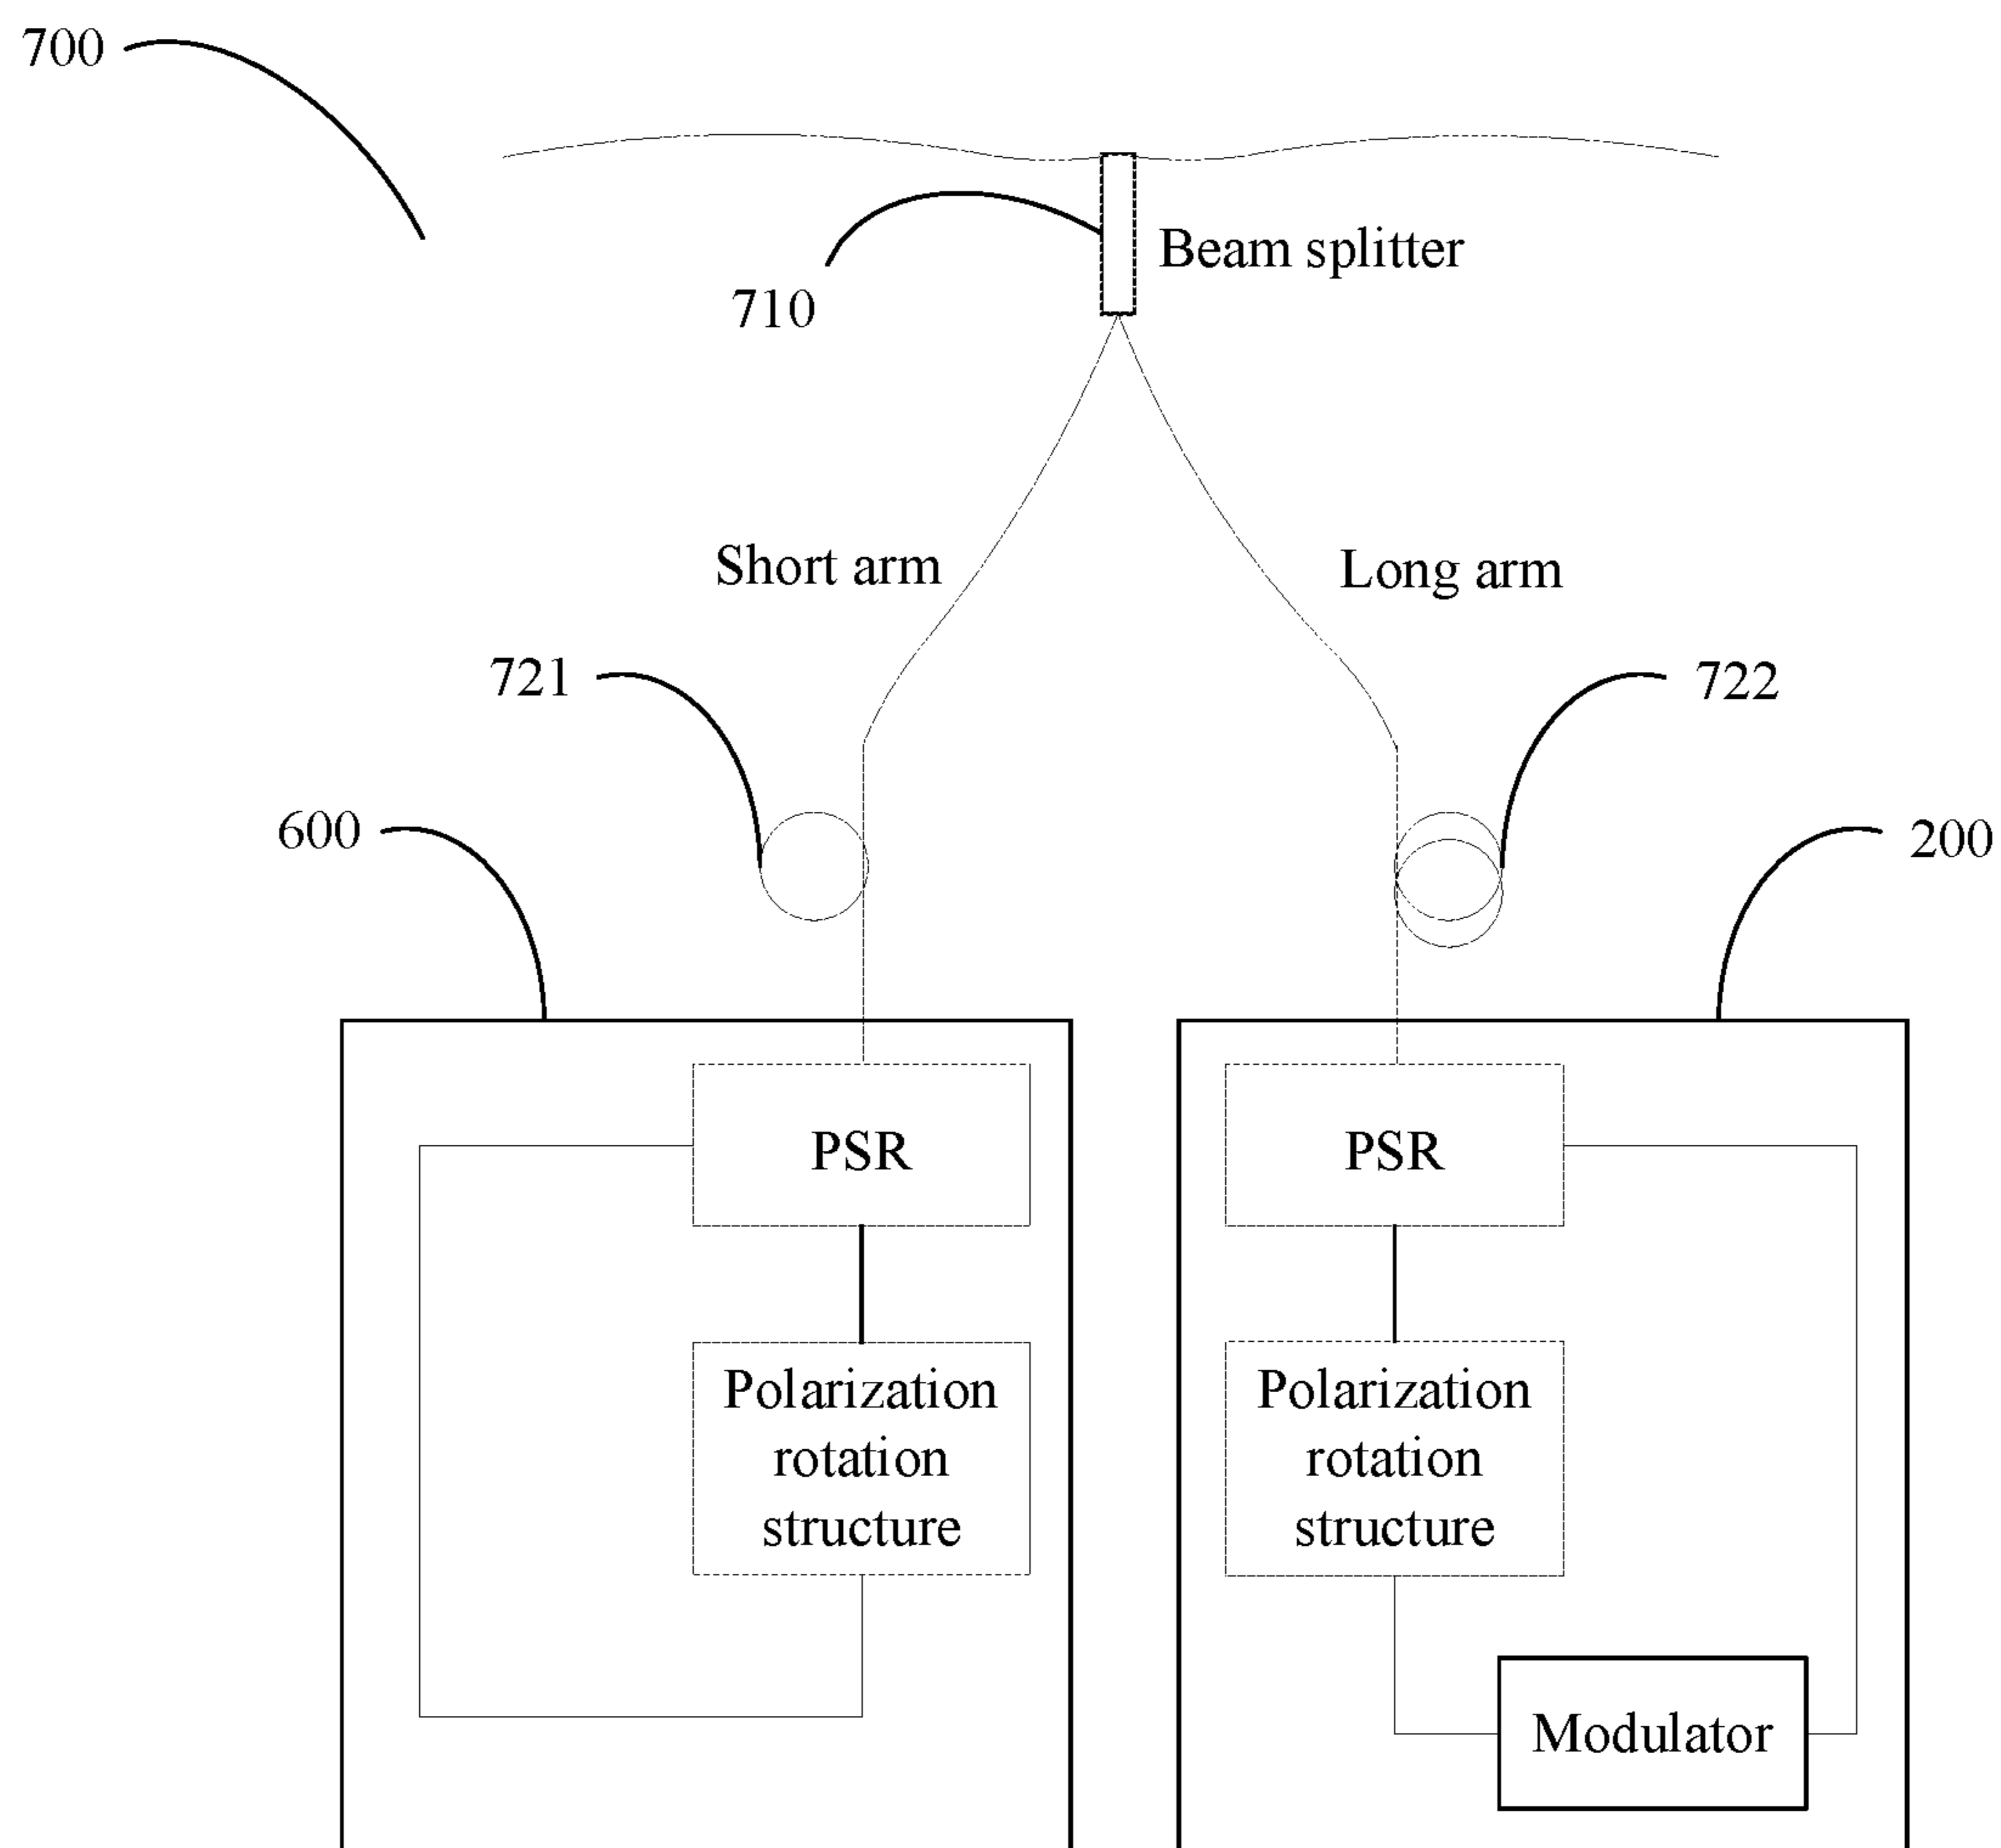 700
710
Beam splitter
Short arm
Long arm
721
722
600
200
PSR
PSR
Polarization
rotation
structure
Polarization
rotation
structure
Modulator